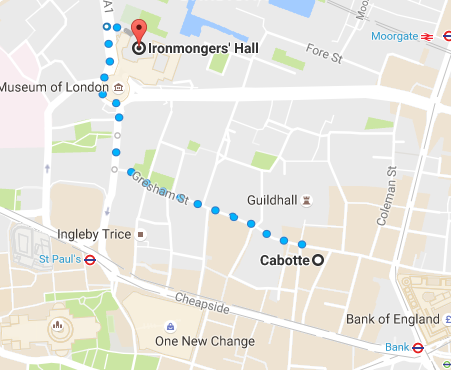 A1
Moo
Moorgate
Ironmongers' Hall
Fore St
Museum of London
Coleman St
Gresham St
Guildhall
Ingleby Trice
St Paul's
Cabotte
Cheapside
Bank of England
One New Change
Bank